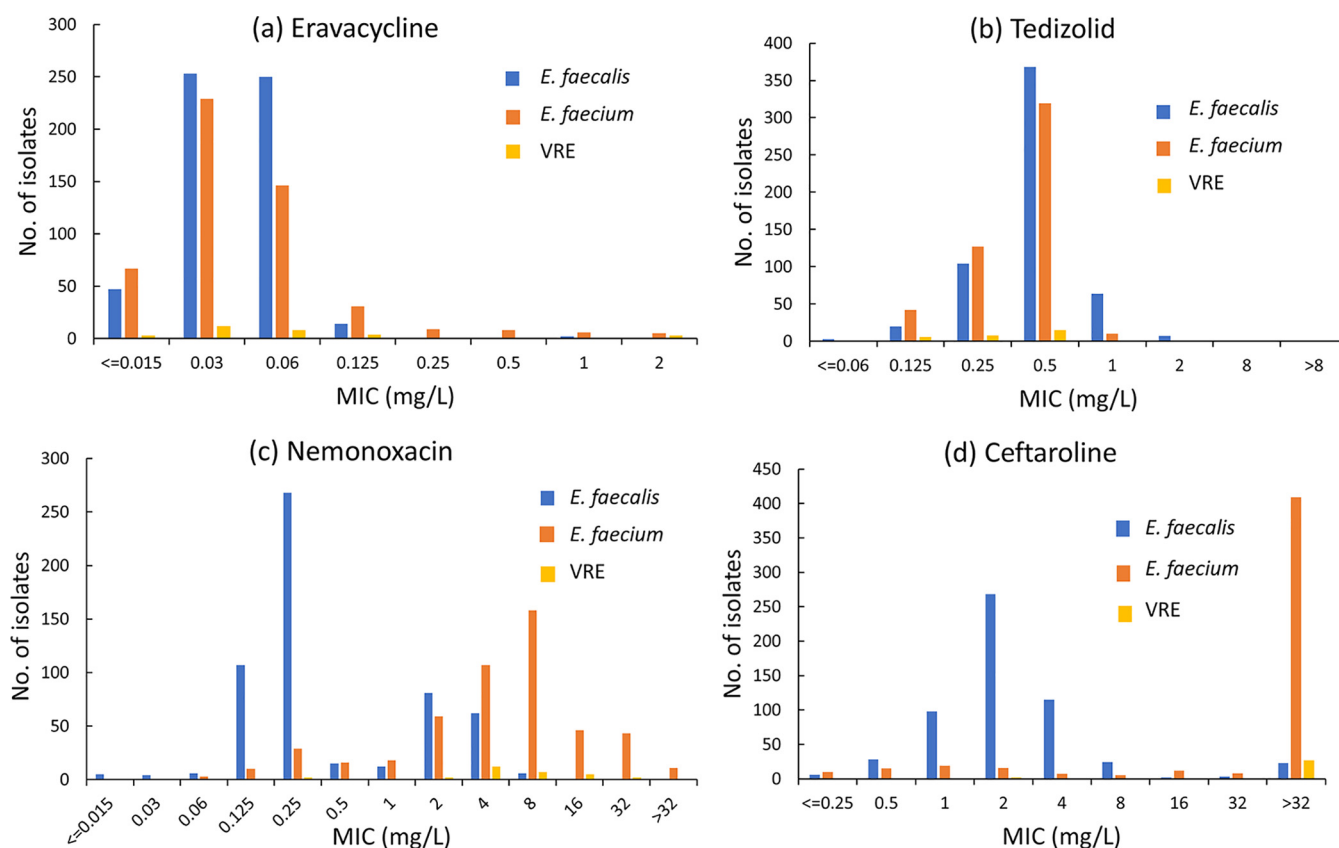 (a) Eravacycline
300
250
200
150
100
50
0
No. of isolates
E. faecalis
E. faecium
VRE
<=0.015 0.03 0.06 0.125 0.25 0.5 1 2
MIC (mg/L)
(b) Tedizolid
400
350
300
250
200
150
100
50
0
No. of isolates
E. faecalis
E. faecium
VRE
<=0.06 0.125 0.25 0.5 1 2 8 >8
MIC (mg/L)
(c) Nemonoxacin
300
250
200
150
100
50
0
No. of isolates
E. faecalis
E. faecium
VRE
<=0.015 0.03 0.06 0.125 0.25 0.5 1 2 4 8 16 32 >32
MIC (mg/L)
(d) Ceftaroline
450
400
350
300
250
200
150
100
50
0
No. of isolates
E. faecalis
E. faecium
VRE
<=0.25 0.5 1 2 4 8 16 32 >32
MIC (mg/L)